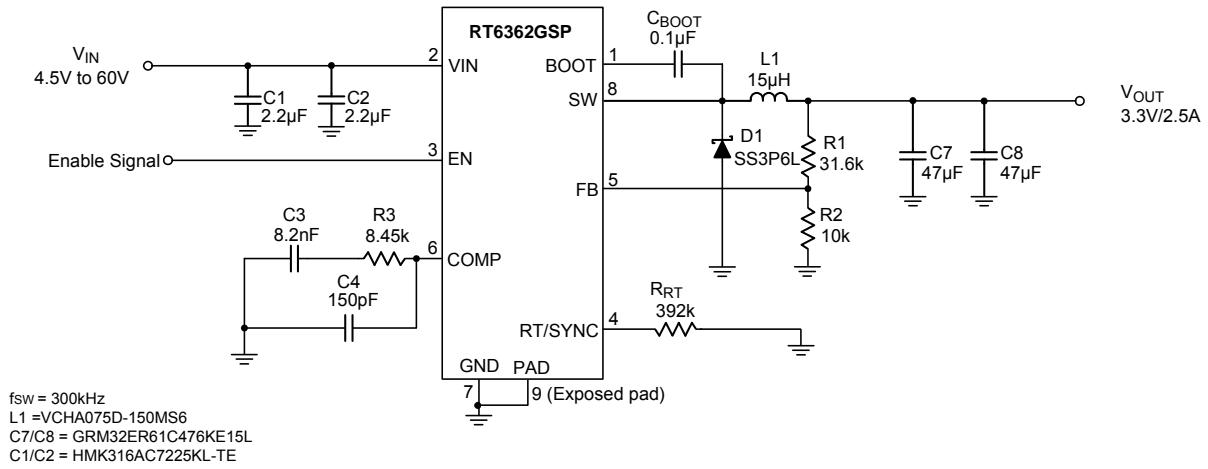 RT6362GSP
VIN
4.5V to 60V
2
VIN
C1
2.2µF
C2
2.2µF
Enable Signal
3
EN
C3
8.2nF
R3
8.45k
6
COMP
C4
150pF
GND
PAD
7
9 (Exposed pad)
BOOT
1
CBOOT
0.1µF
SW
8
L1
15µH
D1
SS3P6L
R1
31.6k
FB
5
R2
10k
C7
47µF
C8
47µF
VOUT
3.3V/2.5A
RT/SYNC
4
RRT
392k
fsw = 300kHz
L1 =VCHA075D-150MS6
C7/C8 = GRM32ER61C476KE15L
C1/C2 = HMK316AC7225KL-TE